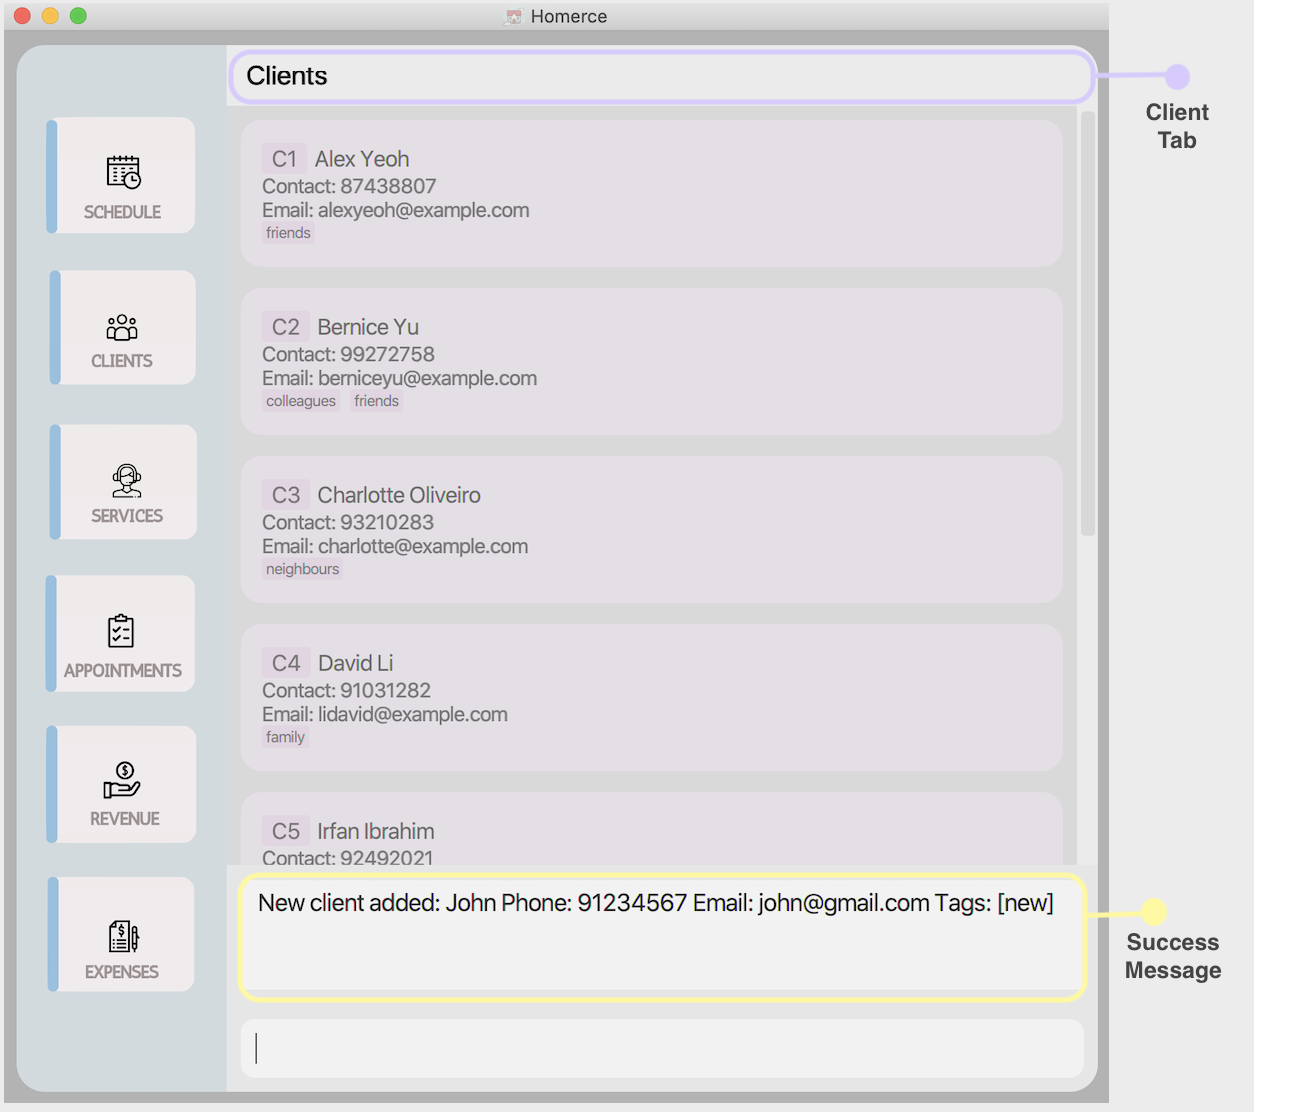 Homerce
Clients
Client
Tab
SCHEDULE
CLIENTS
SERVICES
APPOINTMENTS
REVENUE
EXPENSES
C1 Alex Yeoh
Contact: 87438807
Email: alexyeoh@example.com
friends
C2 Bernice Yu
Contact: 99272758
Email: berniceyu@example.com
colleagues friends
C3 Charlotte Oliveiro
Contact: 93210283
Email: charlotte@example.com
neighbours
C4 David Li
Contact: 91031282
Email: lidavid@example.com
family
C5 Irfan Ibrahim
Contact: 92492021
New client added: John Phone: 91234567 Email: john@gmail.com Tags: [new]
Success
Message